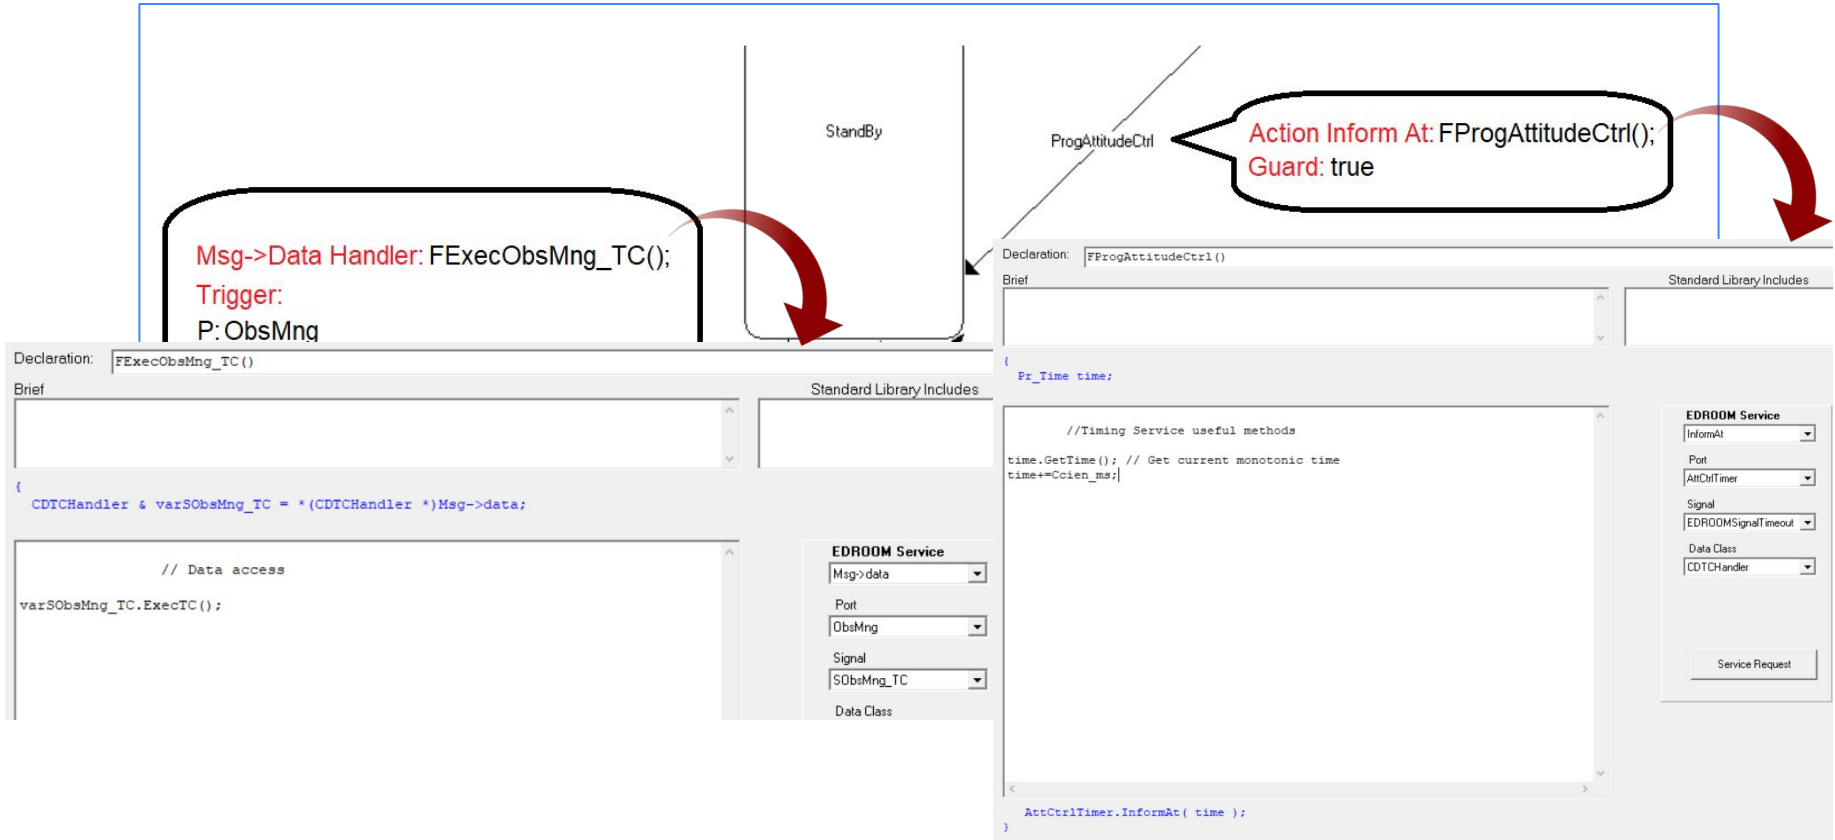 StandBy
ProgAttitudeCtrl
Action Inform At: FProgAttitudeCtrl();
Guard: true
Msg->Data Handler: FExecObsMng_TC();
Trigger:
P: ObsMng
Declaration: FExecObsMng_TC()
Brief
Standard Library Includes
{
CDTCHandler & varSObsMng_TC = *(CDTCHandler *)Msg->data;
// Data access
varSObsMng_TC.ExecTC();
EDROOM Service
Msg->data
Port
ObsMng
Signal
SObsMng_TC
Data Class
Declaration: FProgAttitudeCtrl()
Brief
Standard Library Includes
{
Pr_Time time;
//Timing Service useful methods
time.GetTime(); // Get current monotonic time
time+=Ccien_ms;
EDROOM Service
InformAt
Port
AttCtrlTimer
Signal
EDROOMSignalTimeout
Data Class
CDTCHandler
Service Request
AttCtrlTimer.InformAt( time );
}